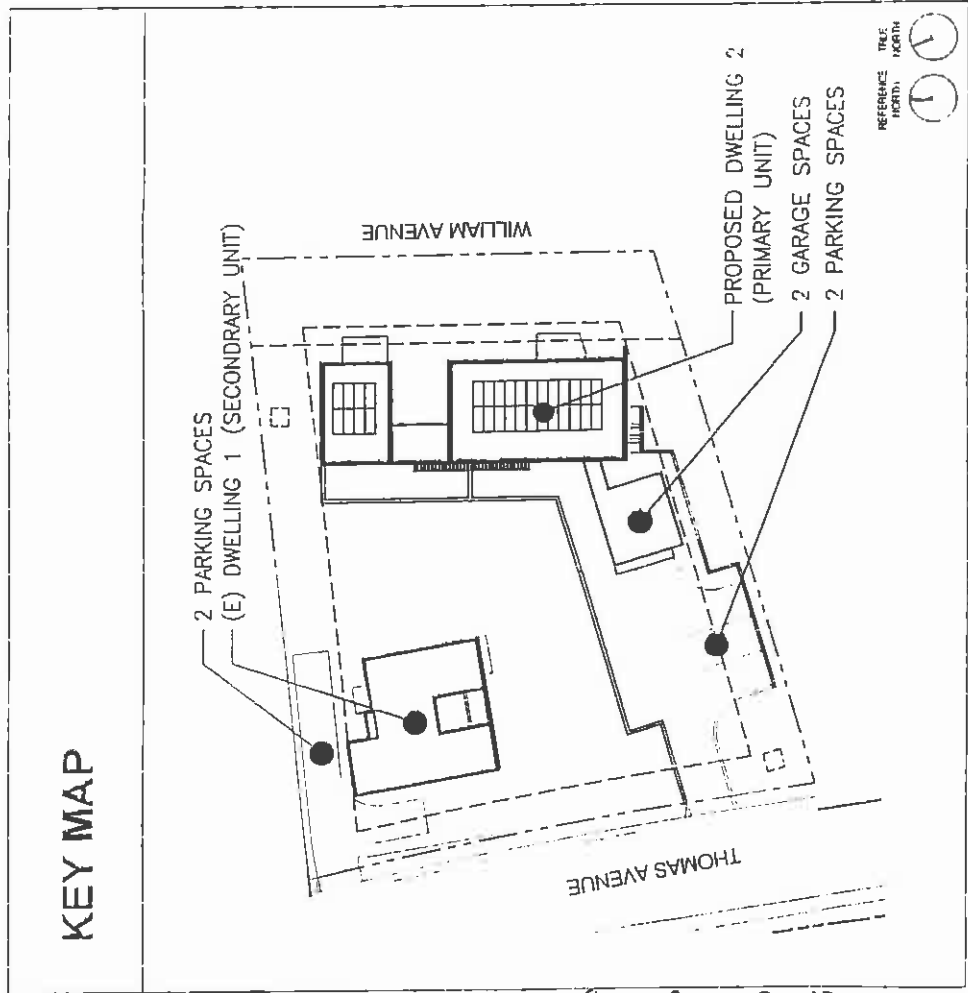 KEY MAP
2 PARKING SPACES
(E) DWELLING 1 (SECONDRARY UNIT)
WILLIAM AVENUE
THOMAS AVENUE
PROPOSED DWELLING 2
(PRIMARY UNIT)
2 GARAGE SPACES
2 PARKING SPACES
REFERENCE
NORTH
TRUE
NORTH